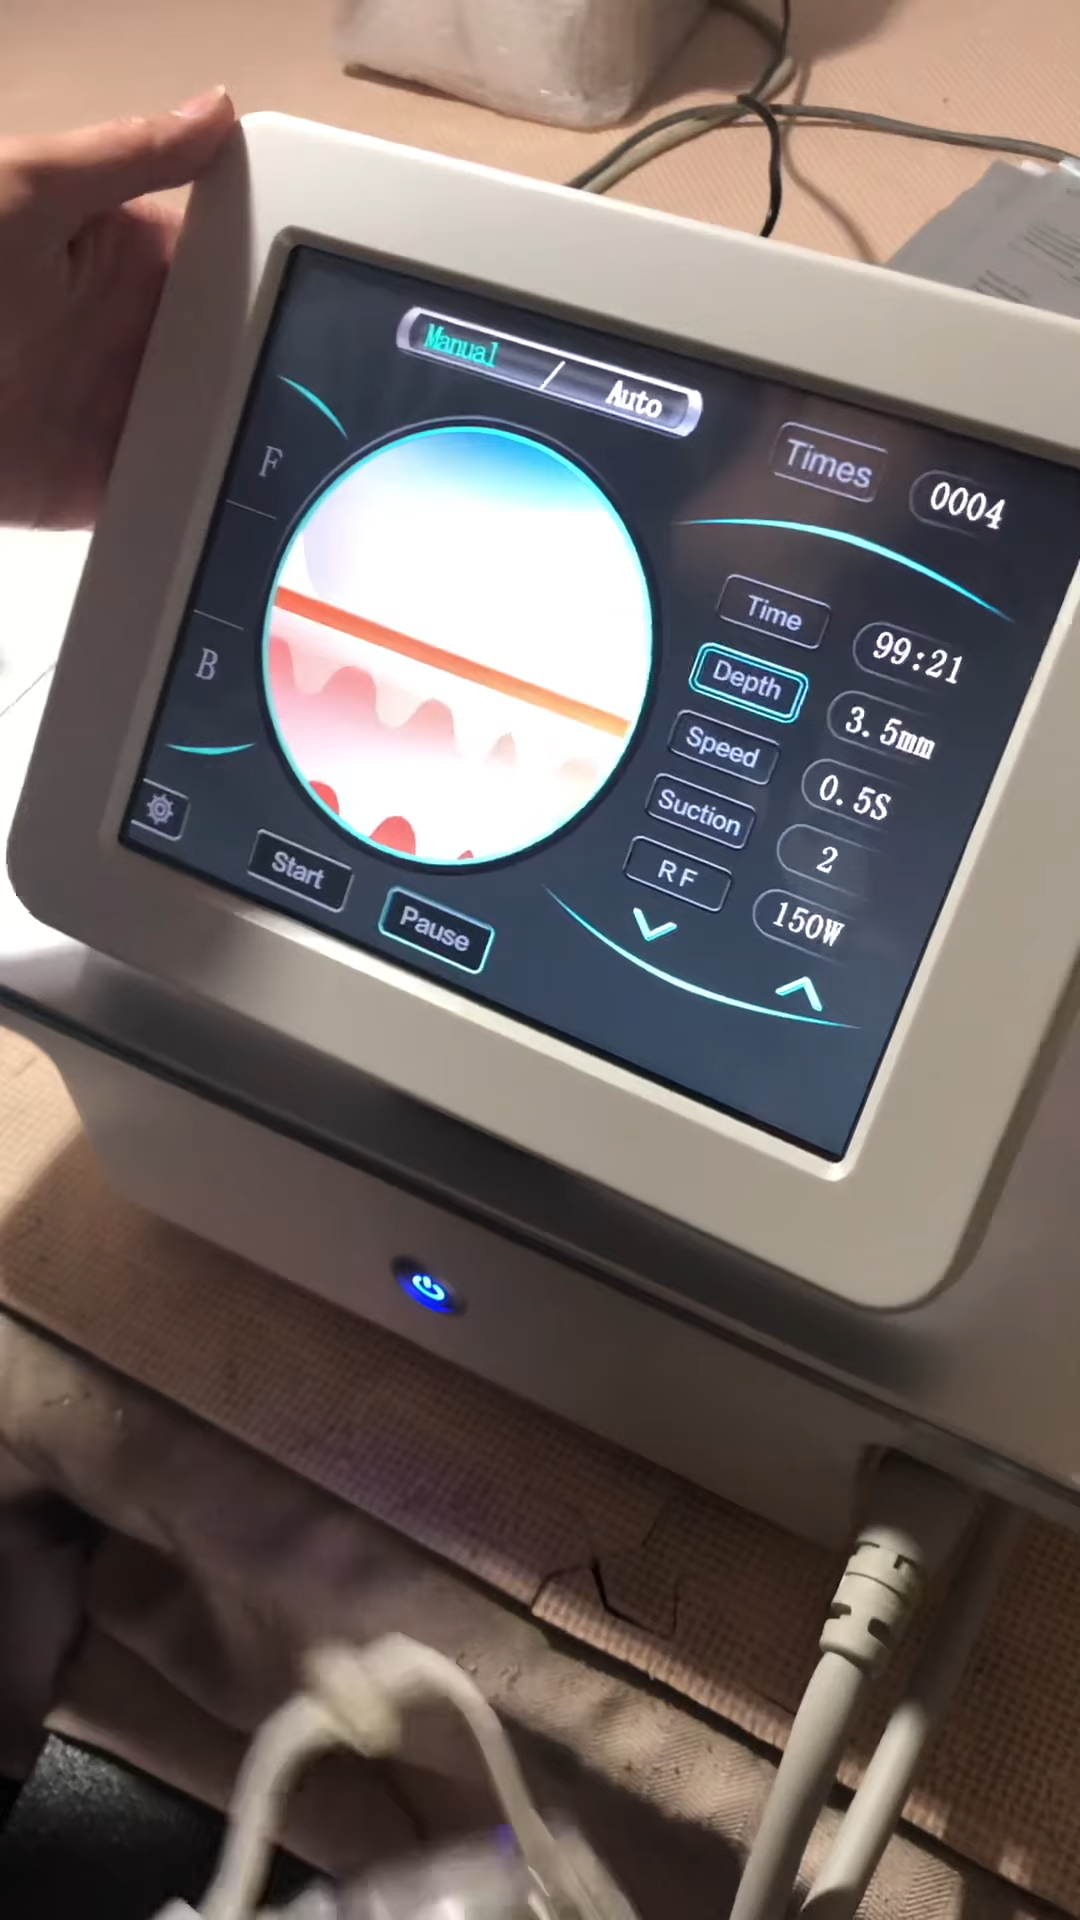 Manual / Auto
Times 0004
F
Time 99:21
B
Depth 3.5mm
Speed 0.5S
Suction 2
RF 150W
Start
Pause